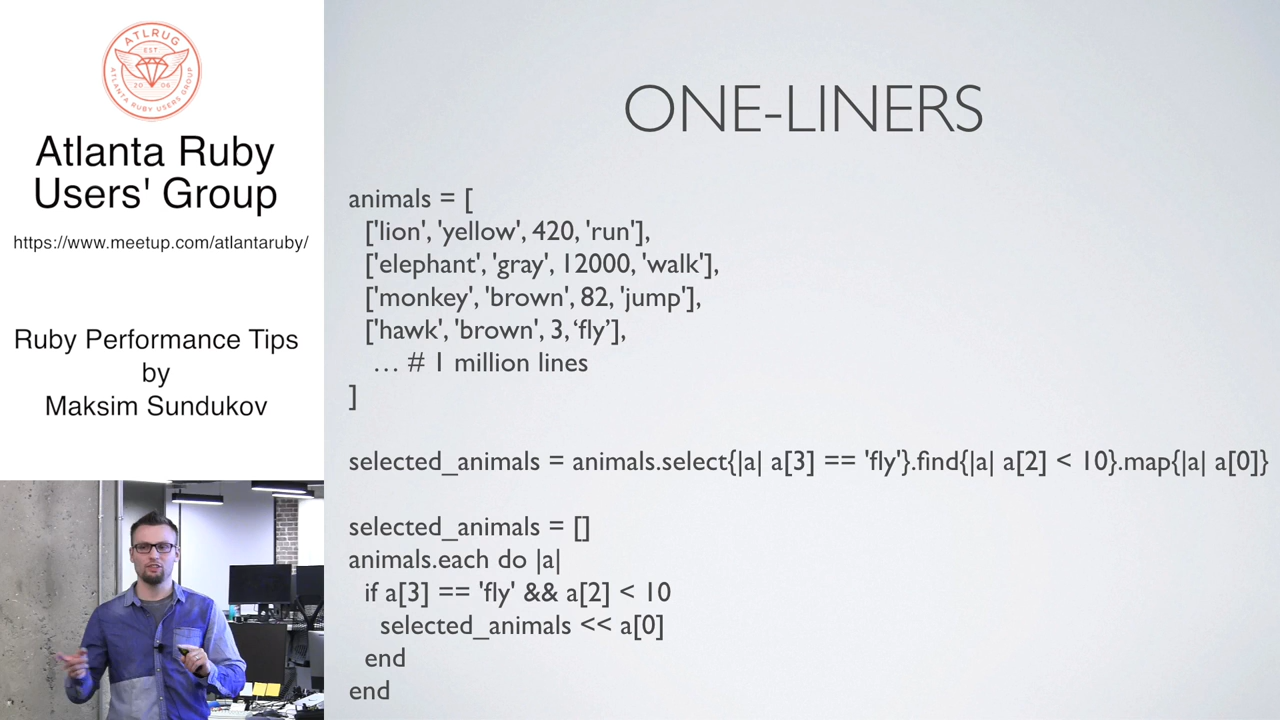 ATLRUG
EST
20 06
ATLANTA RUBY USERS' GROUP
Atlanta Ruby
Users' Group
https://www.meetup.com/atlantaruby/
Ruby Performance Tips
by
Maksim Sundukov
ONE-LINERS
animals = [
['lion', 'yellow', 420, 'run'],
['elephant', 'gray', 12000, 'walk'],
['monkey', 'brown', 82, 'jump'],
['hawk', 'brown', 3, ‘fly’],
… # 1 million lines
]
selected_animals = animals.select{|a| a[3] == 'fly'}.find{|a| a[2] < 10}.map{|a| a[0]}
selected_animals = []
animals.each do |a|
if a[3] == 'fly' && a[2] < 10
selected_animals << a[0]
end
end